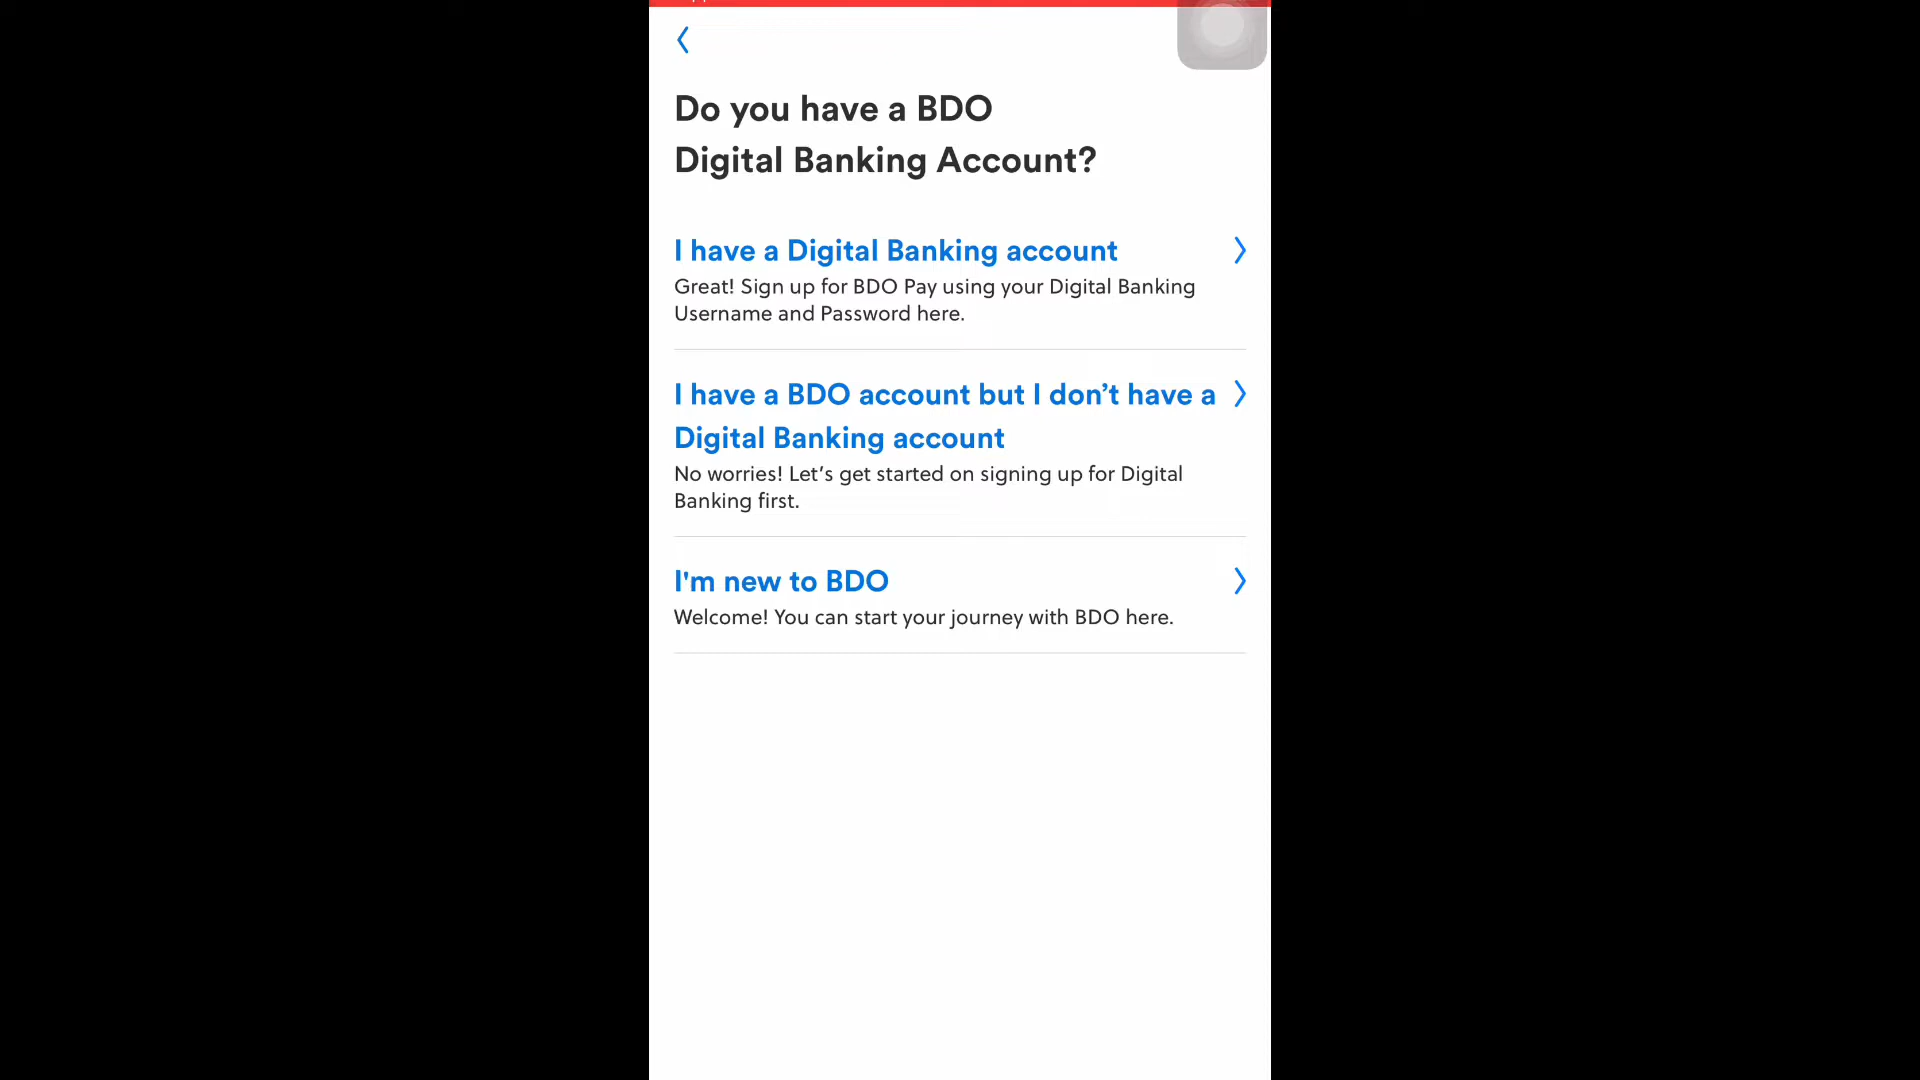 Do you have a BDO
Digital Banking Account?
I have a Digital Banking account
Great! Sign up for BDO Pay using your Digital Banking
Username and Password here.
I have a BDO account but I don’t have a
Digital Banking account
No worries! Let’s get started on signing up for Digital
Banking first.
I'm new to BDO
Welcome! You can start your journey with BDO here.